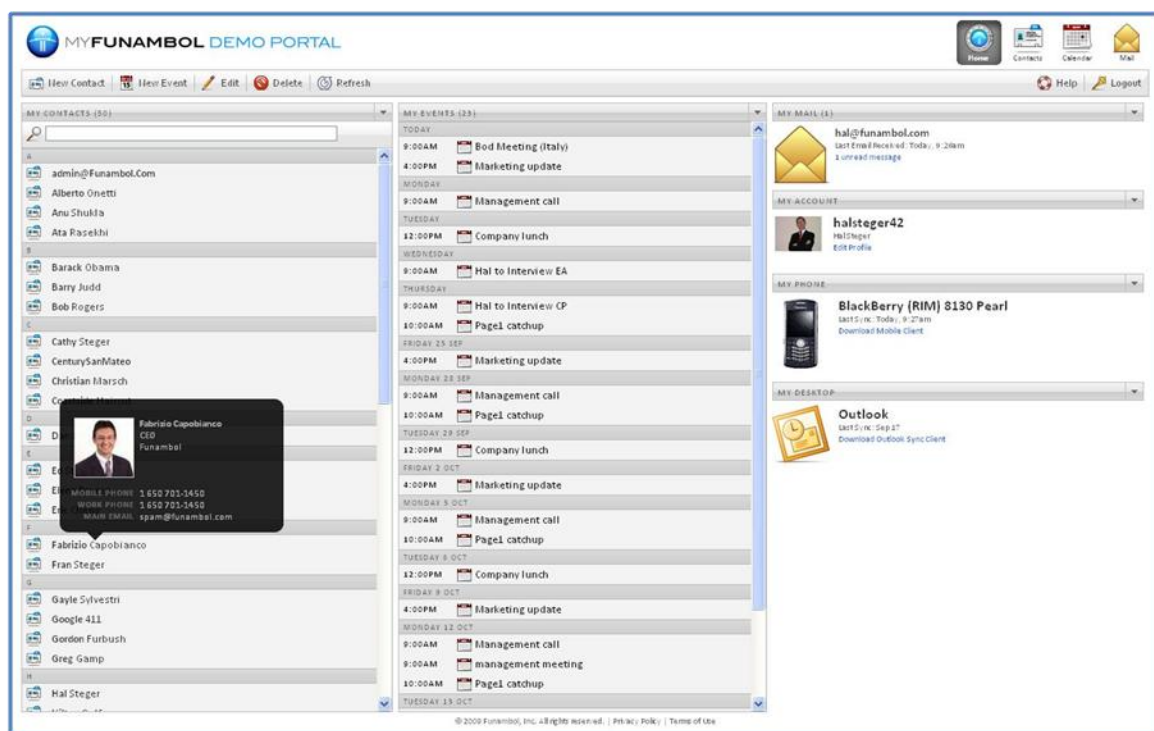 MYFUNAMBOL DEMO PORTAL
Home
Contacts
Calendar
Mail
New Contact
New Event
Edit
Delete
Refresh
Help
Logout
MY CONTACTS (50)
A
admin@Funambol.Com
Alberto Onetti
Anu Shukla
Ata Rasekhi
B
Barack Obama
Barry Judd
Bob Rogers
C
Cathy Steger
CenturySanMateo
Christian Marsch
D
E
Fabrizio Capobianco
CEO
Funambol
MOBILE PHONE 1 650 701-1450
WORK PHONE 1 650 701-1450
MAIN EMAIL spam@funambol.com
F
Fabrizio Capobianco
Fran Steger
G
Gayle Sylvestri
Google 411
Gordon Furbush
Greg Gamp
H
Hal Steger
MY EVENTS (23)
TODAY
9:00AM Bod Meeting (Italy)
4:00PM Marketing update
MONDAY
9:00AM Management call
TUESDAY
12:00PM Company lunch
WEDNESDAY
9:00AM Hal to Interview EA
THURSDAY
9:00AM Hal to Interview CP
10:00AM Page1 catchup
FRIDAY 25 SEP
4:00PM Marketing update
MONDAY 28 SEP
9:00AM Management call
10:00AM Page1 catchup
TUESDAY 29 SEP
12:00PM Company lunch
FRIDAY 2 OCT
4:00PM Marketing update
MONDAY 5 OCT
9:00AM Management call
10:00AM Page1 catchup
TUESDAY 6 OCT
12:00PM Company lunch
FRIDAY 9 OCT
4:00PM Marketing update
MONDAY 12 OCT
9:00AM Management call
9:00AM management meeting
10:00AM Page1 catchup
TUESDAY 13 OCT
MY MAIL (1)
hal@funambol.com
Last Email Received: Today, 9:26am
1 unread message
MY ACCOUNT
halsteger42
Hal Steger
Edit Profile
MY PHONE
BlackBerry (RIM) 8130 Pearl
Last Sync: Today, 9:27am
Download Mobile Client
MY DESKTOP
Outlook
Last Sync: Sep 17
Download Outlook Sync Client
© 2009 Funambol, Inc. All rights reserved. | Privacy Policy | Terms of Use